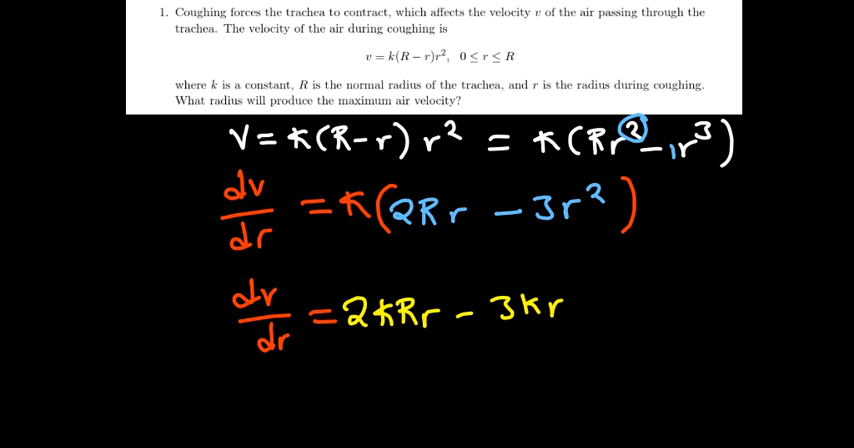 1. Coughing forces the trachea to contract, which affects the velocity v of the air passing through the
trachea. The velocity of the air during coughing is
v = k(R − r)r², 0 ≤ r ≤ R
where k is a constant, R is the normal radius of the trachea, and r is the radius during coughing.
What radius will produce the maximum air velocity?
V = K(R-r) r² = K(Rr² - 1r³)
dv/dr = K(2Rr - 3r²)
dv/dr = 2KRr - 3Kr